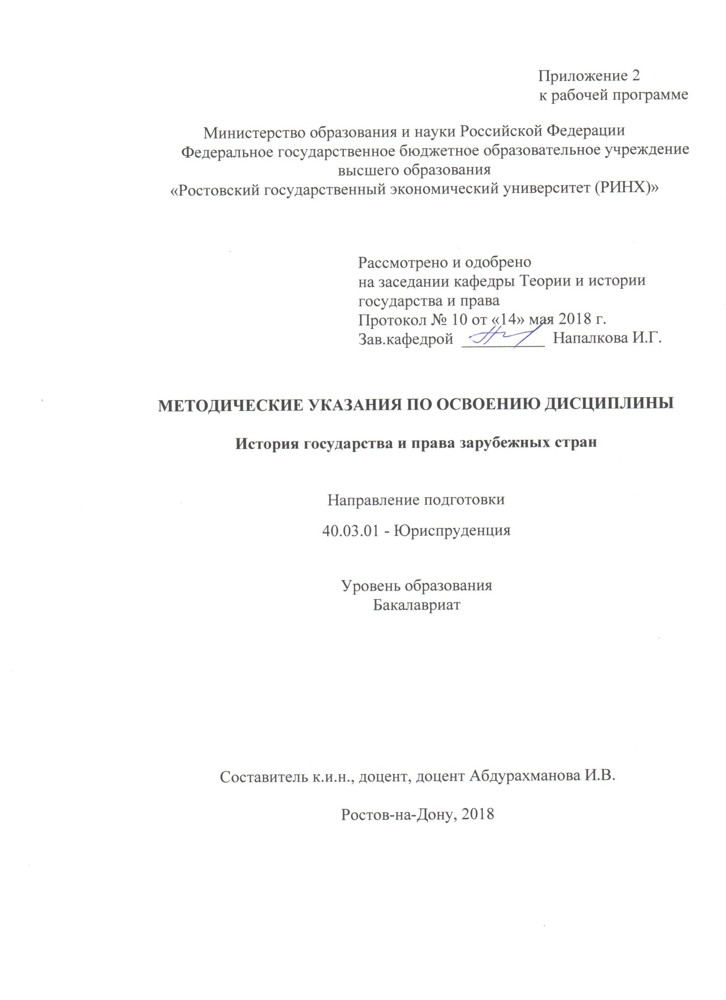 Приложение 2
к рабочей программе
Министерство образования и науки Российской Федерации
Федеральное государственное бюджетное образовательное учреждение
высшего образования
«Ростовский государственный экономический университет (РИНХ)»
Рассмотрено и одобрено
на заседании кафедры Теории и истории
государства и права
Протокол № 10 от «14» мая 2018 г.
Зав.кафедрой __________ Напалкова И.Г.
МЕТОДИЧЕСКИЕ УКАЗАНИЯ ПО ОСВОЕНИЮ ДИСЦИПЛИНЫ
История государства и права зарубежных стран
Направление подготовки
40.03.01 - Юриспруденция
Уровень образования
Бакалавриат
Составитель к.и.н., доцент, доцент Абдурахманова И.В.
Ростов-на-Дону, 2018